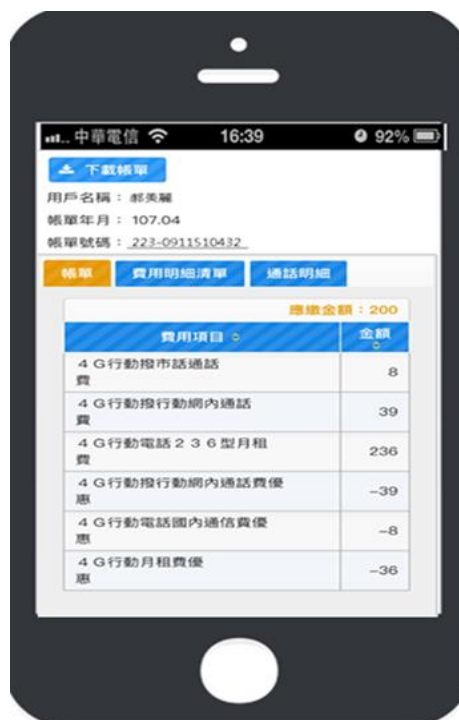 中華電信 16:39 92%
下載帳單
用戶名稱：郝美麗
帳單年月：107.04
帳單號碼：223-0911510432
帳單 費用明細清單 通話明細
應繳金額：200
費用項目 金額
4G行動撥市話通話
費 8
4G行動撥行動網內通話
費 39
4G行動電話236型月租
費 236
4G行動撥行動網內通話費優
惠 -39
4G行動電話國內通信費優
惠 -8
4G行動月租費優
惠 -36